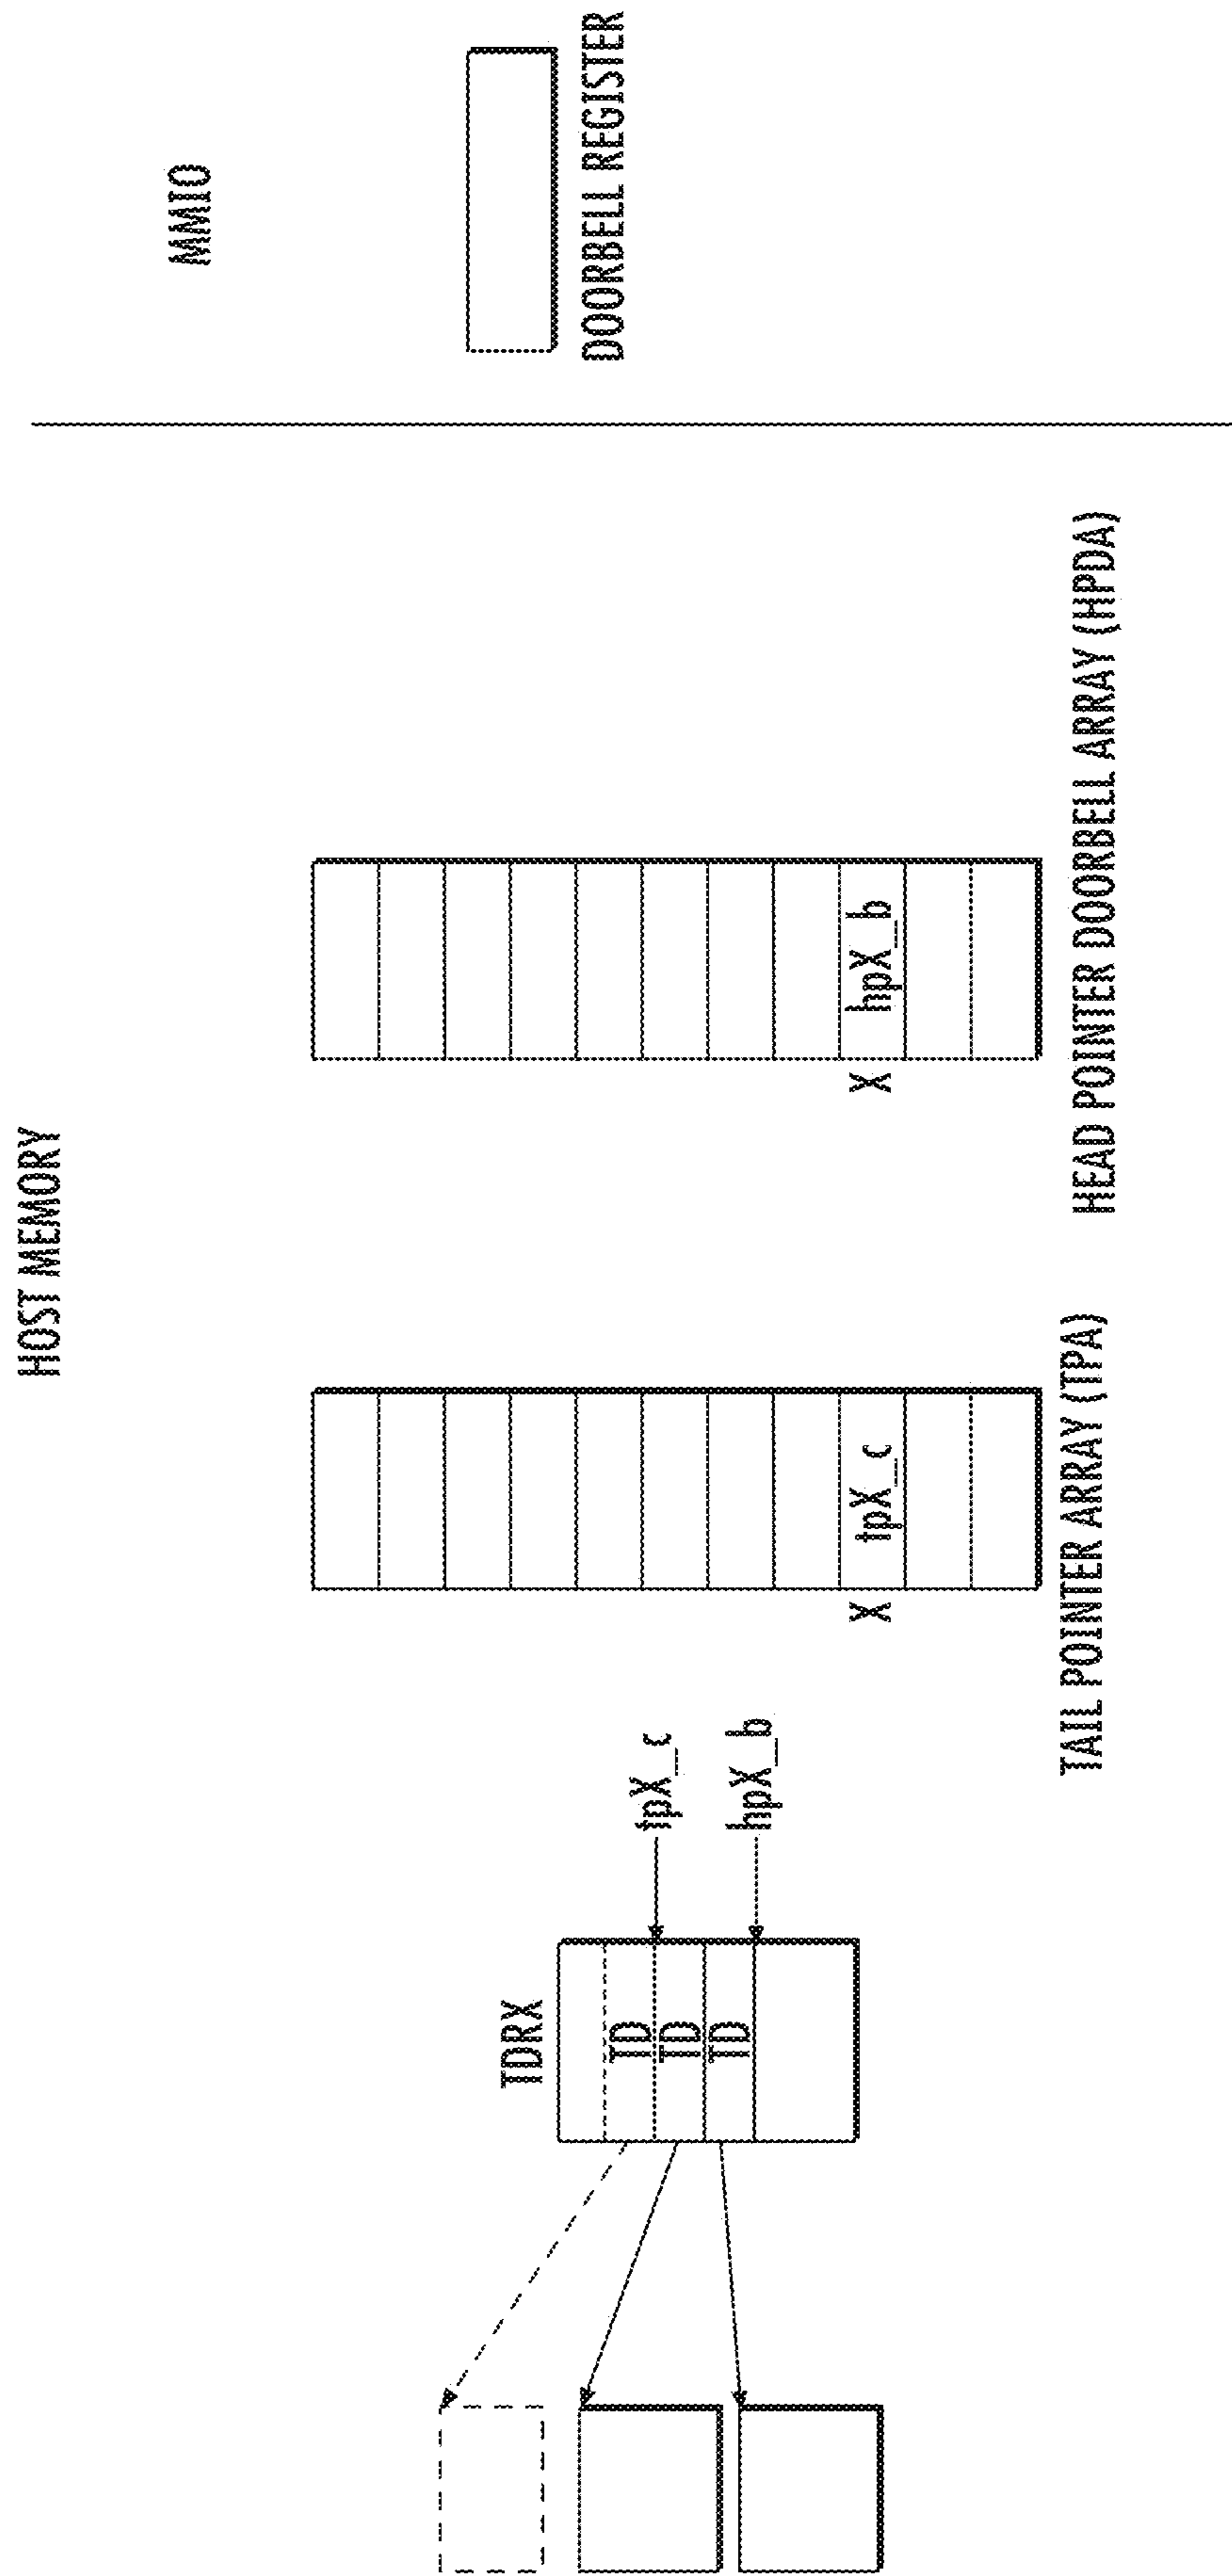 HOST MEMORY
MMIO
TDRX
TD
TD
TD
tpX_c
hpX_b
X
tpX_c
TAIL POINTER ARRAY (TPA)
X
hpX_b
HEAD POINTER DOORBELL ARRAY (HPDA)
DOORBELL REGISTER